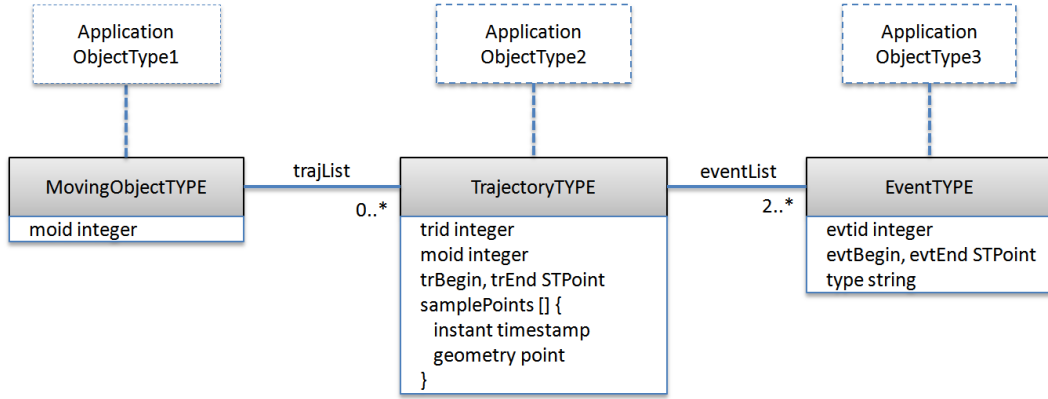 Application
ObjectType1
Application
ObjectType2
Application
ObjectType3
MovingObjectTYPE
trajList
0..*
TrajectoryTYPE
eventList
2..*
EventTYPE
moid integer
trid integer
moid integer
trBegin, trEnd STPoint
samplePoints [] {
instant timestamp
geometry point
}
evtid integer
evtBegin, evtEnd STPoint
type string